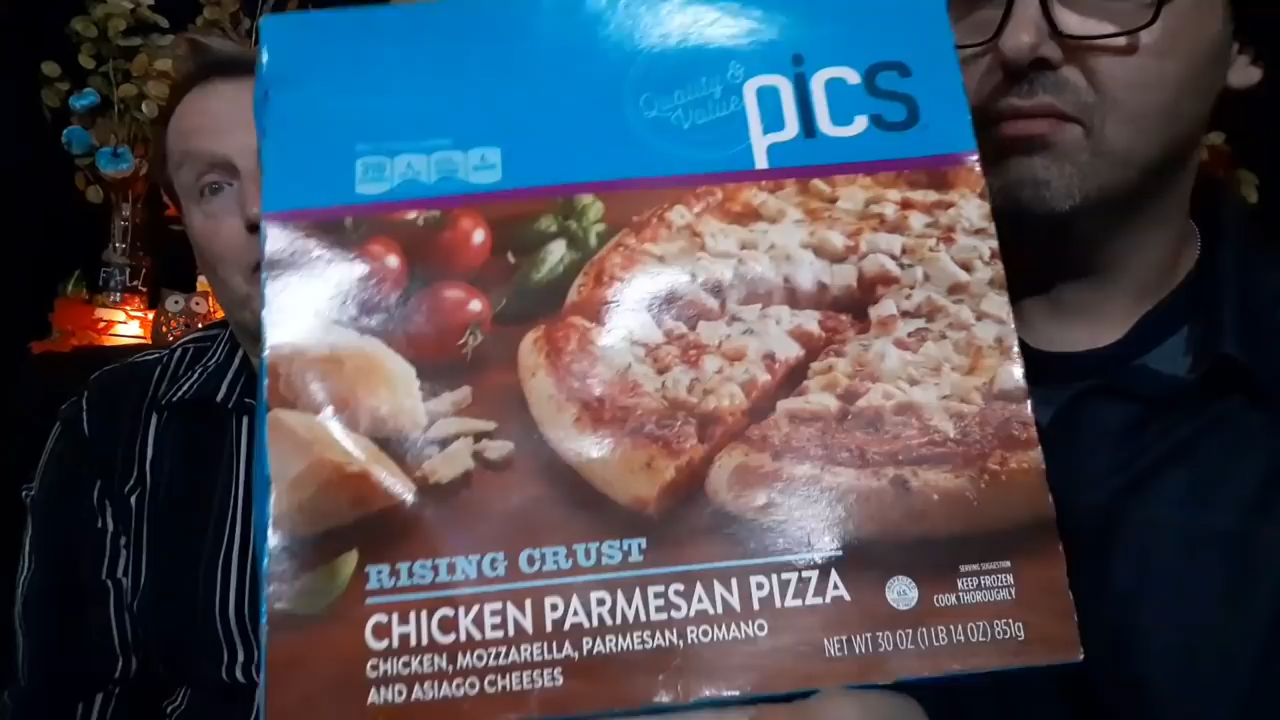 Quality &
Value
pics
FALL
RISING CRUST
CHICKEN PARMESAN PIZZA
CHICKEN, MOZZARELLA, PARMESAN, ROMANO
AND ASIAGO CHEESES
SERVING SUGGESTION
KEEP FROZEN
COOK THOROUGHLY
NET WT 30 OZ (1 LB 14 OZ) 851g